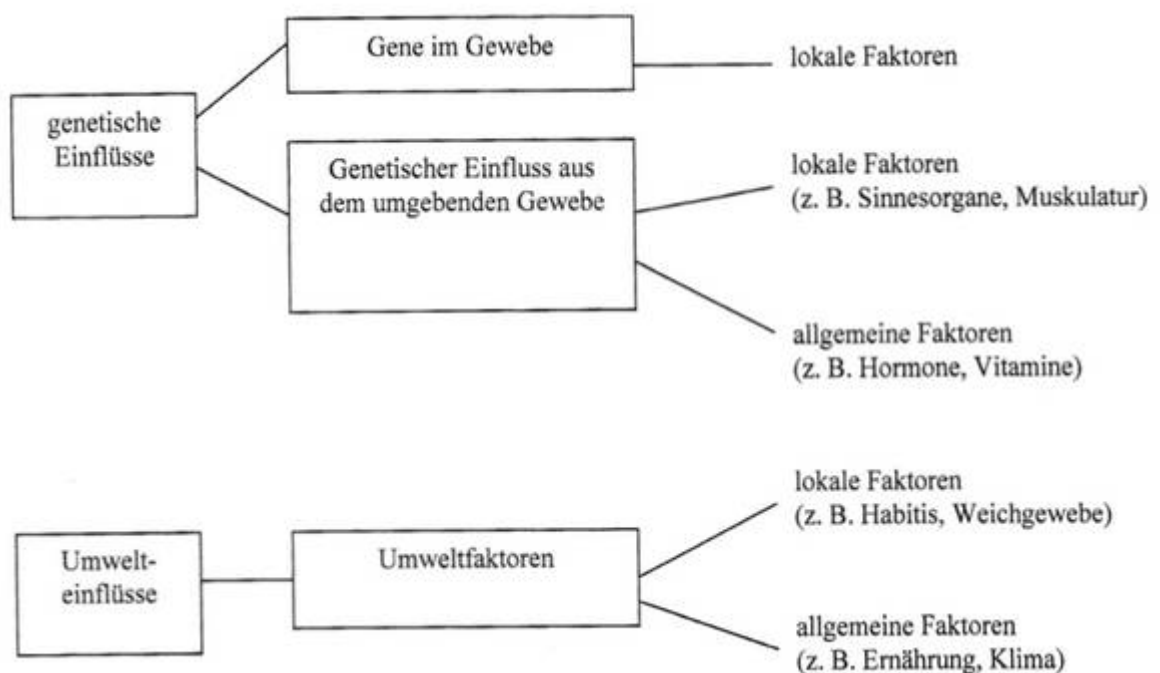 genetische
Einflüsse
Gene im Gewebe
lokale Faktoren
Genetischer Einfluss aus
dem umgebenden Gewebe
lokale Faktoren
(z. B. Sinnesorgane, Muskulatur)
allgemeine Faktoren
(z. B. Hormone, Vitamine)
Umwelt-
einflüsse
Umweltfaktoren
lokale Faktoren
(z. B. Habitis, Weichgewebe)
allgemeine Faktoren
(z. B. Ernährung, Klima)